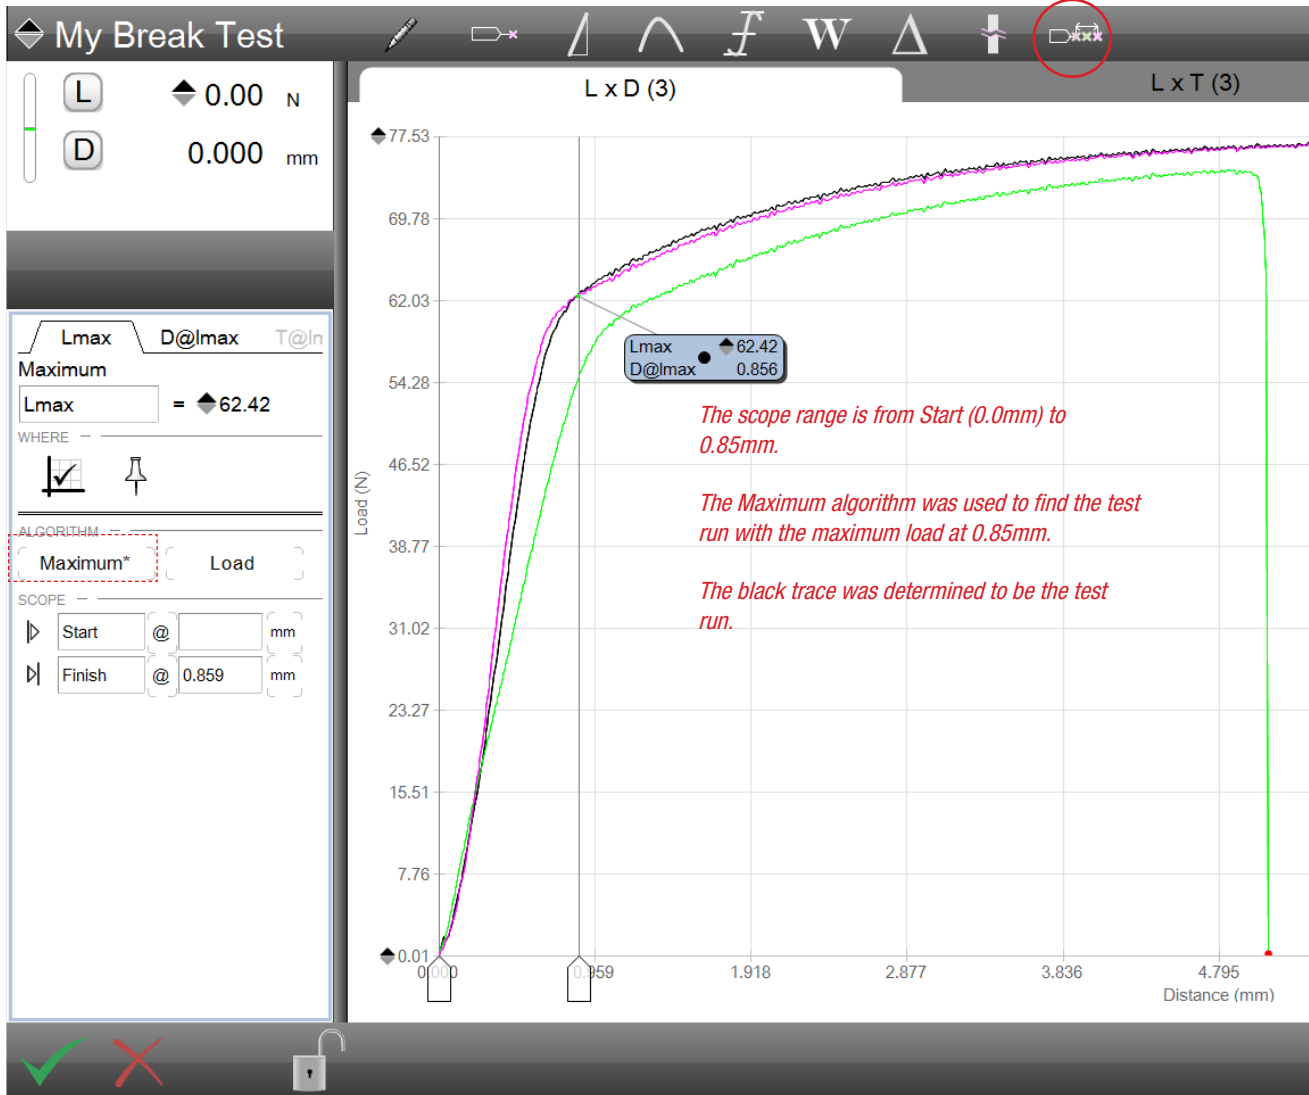 My Break Test
W
L 0.00 N
D 0.000 mm
L x D (3)
L x T (3)
Lmax D@lmax T@ln
Maximum
Lmax = 62.42
WHERE
ALGORITHM
Maximum* Load
SCOPE
Start @ mm
Finish @ 0.859 mm
77.53
69.78
62.03
54.28
46.52
38.77
31.02
23.27
15.51
7.76
0.01
Load (N)
Lmax 62.42
D@lmax 0.856
The scope range is from Start (0.0mm) to
0.85mm.
The Maximum algorithm was used to find the test
run with the maximum load at 0.85mm.
The black trace was determined to be the test
run.
0.000 0.959 1.918 2.877 3.836 4.795
Distance (mm)